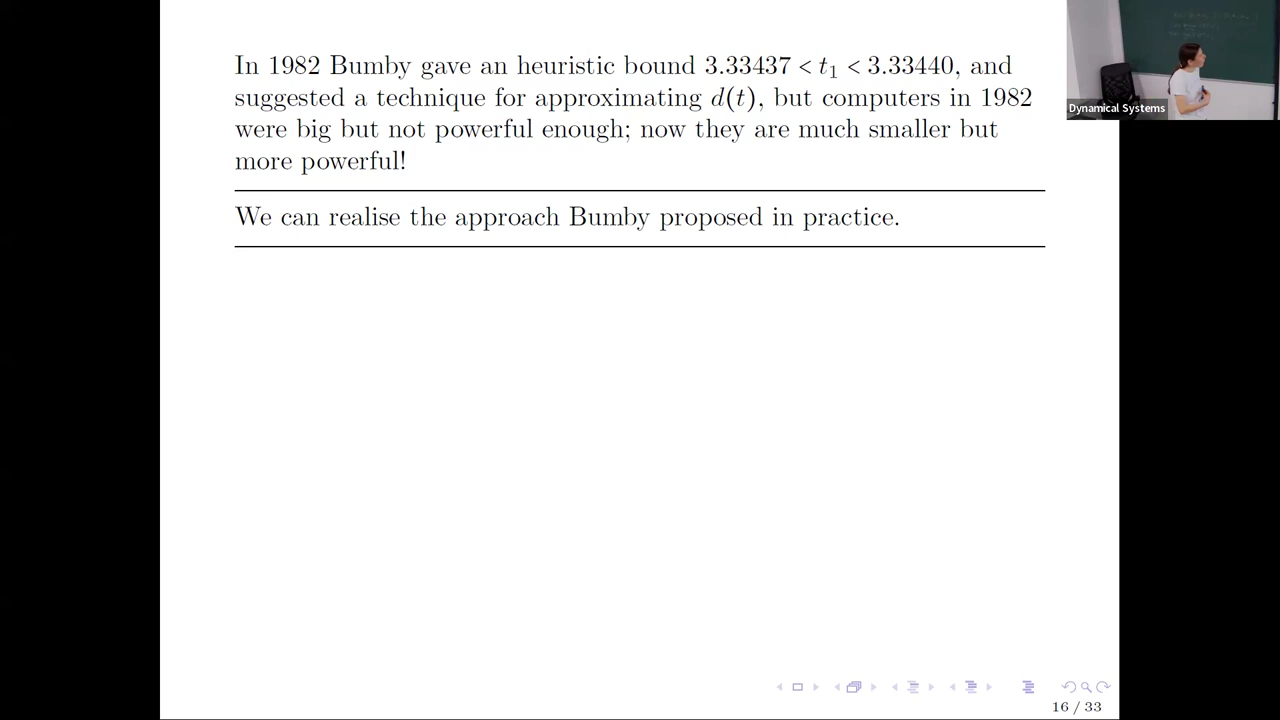 In 1982 Bumby gave an heuristic bound 3.33437 < t₁ < 3.33440, and
suggested a technique for approximating d(t), but computers in 1982
were big but not powerful enough; now they are much smaller but
more powerful!
We can realise the approach Bumby proposed in practice.
Dynamical Systems
16 / 33